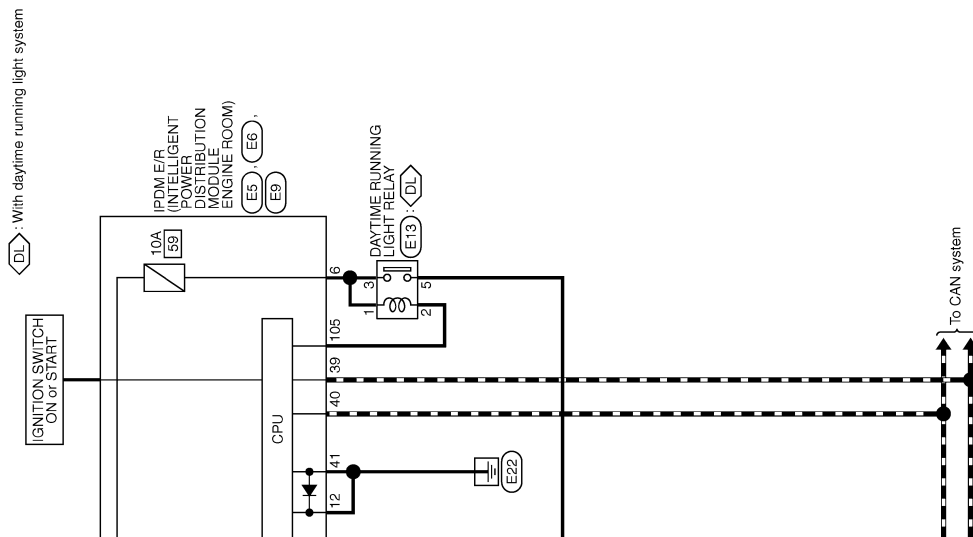 DL : With daytime running light system
IPDM E/R
(INTELLIGENT
POWER
DISTRIBUTION
MODULE
ENGINE ROOM)
E5 , E6 ,
E9
DAYTIME RUNNING
LIGHT RELAY
E13 : DL
10A
59
IGNITION SWITCH
ON or START
CPU
6
3
5
1
2
105
39
40
41
12
E22
To CAN system